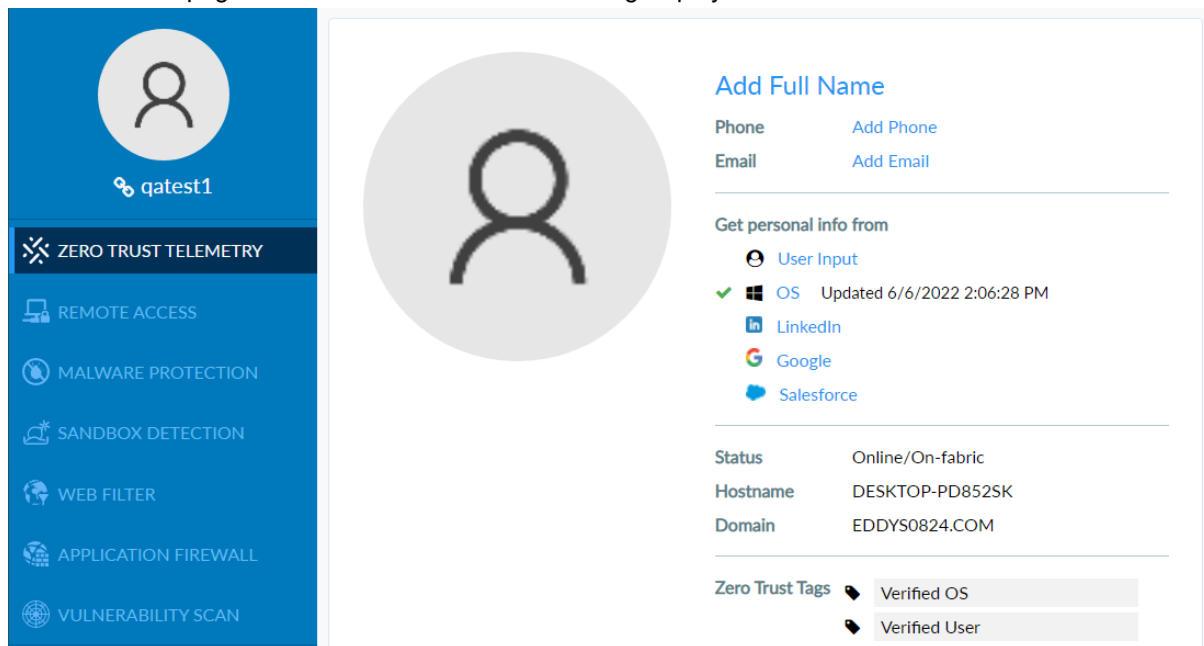 qatest1
ZERO TRUST TELEMETRY
REMOTE ACCESS
MALWARE PROTECTION
SANDBOX DETECTION
WEB FILTER
APPLICATION FIREWALL
VULNERABILITY SCAN
Add Full Name
Phone Add Phone
Email Add Email
Get personal info from
User Input
OS Updated 6/6/2022 2:06:28 PM
in LinkedIn
Google
Salesforce
Status Online/On-fabric
Hostname DESKTOP-PD852SK
Domain EDDYS0824.COM
Zero Trust Tags Verified OS
Verified User